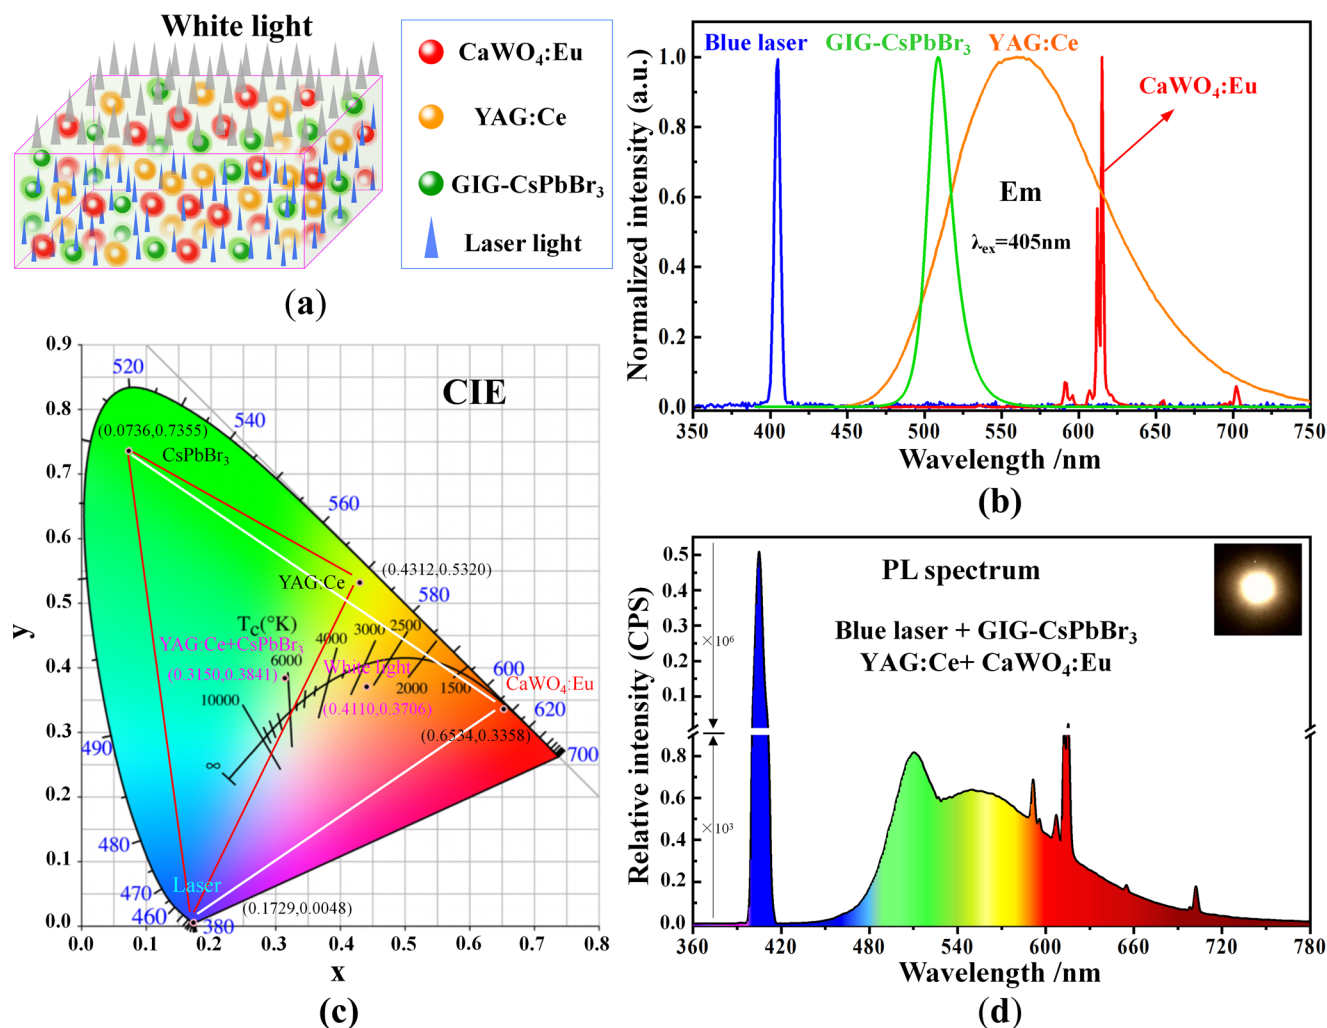 White light
CaWO₄:Eu
YAG:Ce
GIG-CsPbBr₃
Laser light
(a)
Blue laser
GIG-CsPbBr₃
YAG:Ce
CaWO₄:Eu
Em
λₑₓ=405nm
Normalized intensity (a.u.)
1.0
0.8
0.6
0.4
0.2
0.0
350 400 450 500 550 600 650 700 750
Wavelength /nm
(b)
CIE
0.9
0.8
0.7
0.6
0.5
0.4
0.3
0.2
0.1
0.0
y
0.0 0.1 0.2 0.3 0.4 0.5 0.6 0.7 0.8
x
520
540
560
580
600
620
700
490
480
470
460
380
(0.0736,0.7355)
CsPbBr₃
YAG:Ce
(0.4312,0.5320)
T_C(°K)
YAG:Ce+CsPbBr₃
(0.3150,0.3841)
10000
6000
4000
3000
2500
2000
1500
∞
White light
(0.4110,0.3706)
CaWO₄:Eu
(0.6534,0.3358)
Laser
(0.1729,0.0048)
(c)
PL spectrum
Blue laser + GIG-CsPbBr₃
YAG:Ce+ CaWO₄:Eu
Relative intensity (CPS)
0.5
0.4
0.3
0.2
0.1
0.8
0.6
0.4
0.2
0.0
×10⁶
×10³
360 420 480 540 600 660 720 780
Wavelength /nm
(d)